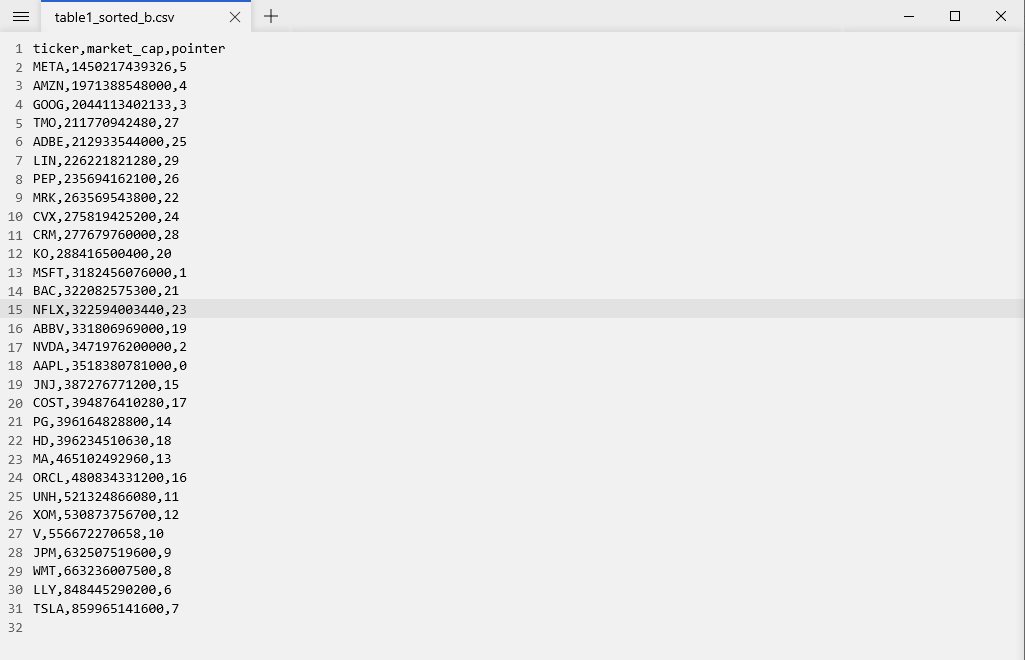 table1_sorted_b.csv
1 ticker,market_cap,pointer
2 META,1450217439326,5
3 AMZN,1971388548000,4
4 GOOG,2044113402133,3
5 TMO,211770942480,27
6 ADBE,212933544000,25
7 LIN,226221821280,29
8 PEP,235694162100,26
9 MRK,263569543800,22
10 CVX,275819425200,24
11 CRM,277679760000,28
12 KO,288416500400,20
13 MSFT,3182456076000,1
14 BAC,322082575300,21
15 NFLX,322594003440,23
16 ABBV,331806969000,19
17 NVDA,3471976200000,2
18 AAPL,3518380781000,0
19 JNJ,387276771200,15
20 COST,394876410280,17
21 PG,396164828800,14
22 HD,396234510630,18
23 MA,465102492960,13
24 ORCL,480834331200,16
25 UNH,521324866080,11
26 XOM,530873756700,12
27 V,556672270658,10
28 JPM,632507519600,9
29 WMT,663236007500,8
30 LLY,848445290200,6
31 TSLA,859965141600,7
32